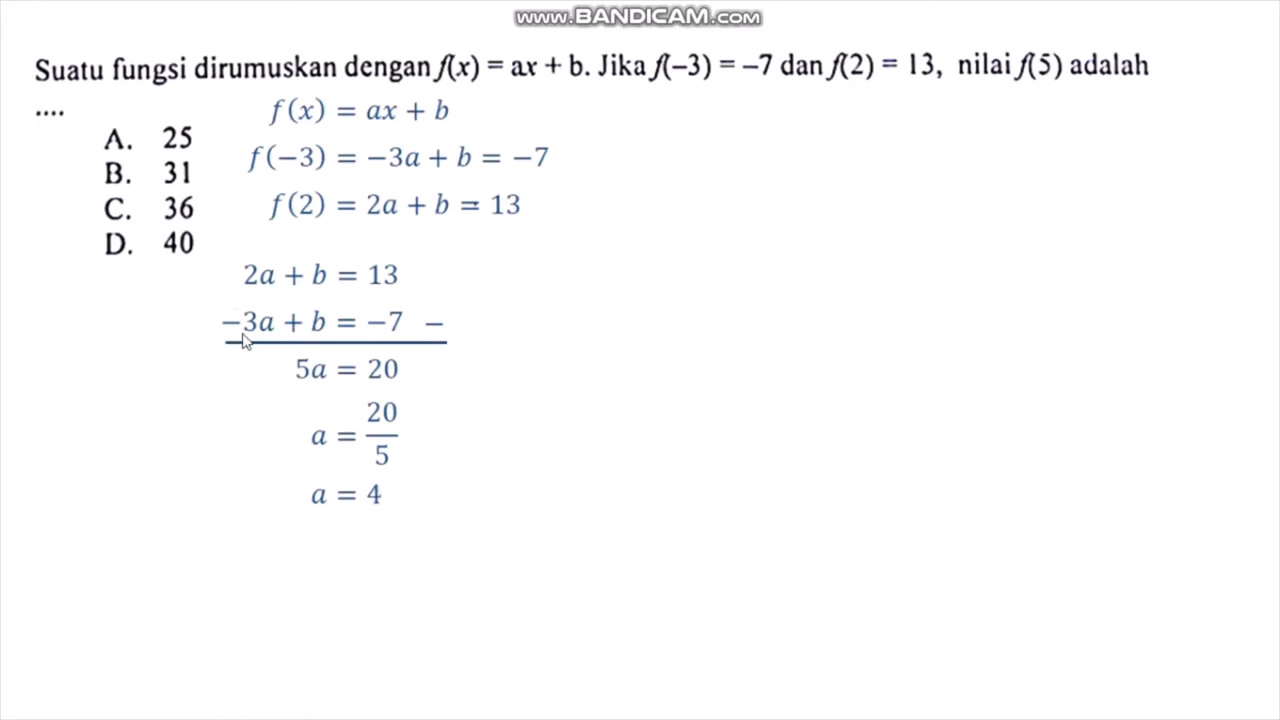 www.BANDICAM.com
Suatu fungsi dirumuskan dengan f(x) = ax + b. Jika f(−3) = −7 dan f(2) = 13, nilai f(5) adalah
....
f(x) = ax + b
A. 25
f(−3) = −3a + b = −7
B. 31
f(2) = 2a + b = 13
C. 36
D. 40
2a + b = 13
−3a + b = −7 −
5a = 20
a = 20/5
a = 4